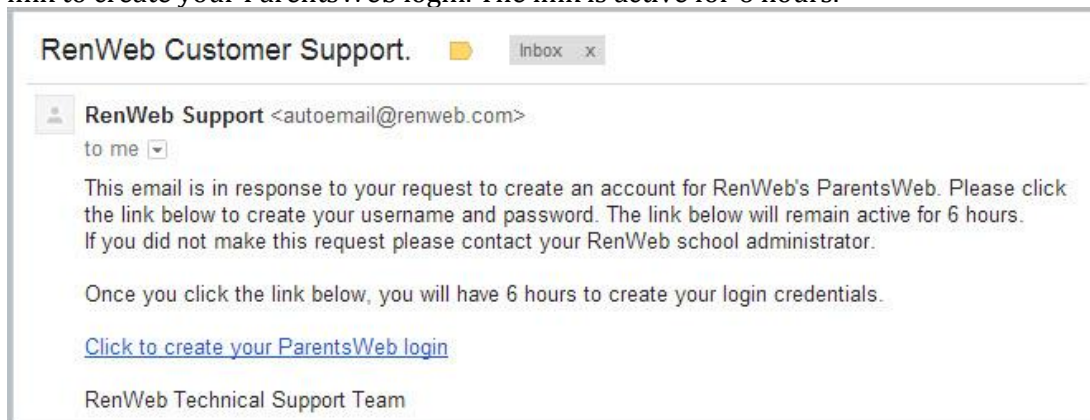 link to create your ParentsWeb login. The link is active for 6 hours.
RenWeb Customer Support. Inbox x
RenWeb Support <autoemail@renweb.com>
to me
This email is in response to your request to create an account for RenWeb's ParentsWeb. Please click
the link below to create your username and password. The link below will remain active for 6 hours.
If you did not make this request please contact your RenWeb school administrator.
Once you click the link below, you will have 6 hours to create your login credentials.
Click to create your ParentsWeb login
RenWeb Technical Support Team